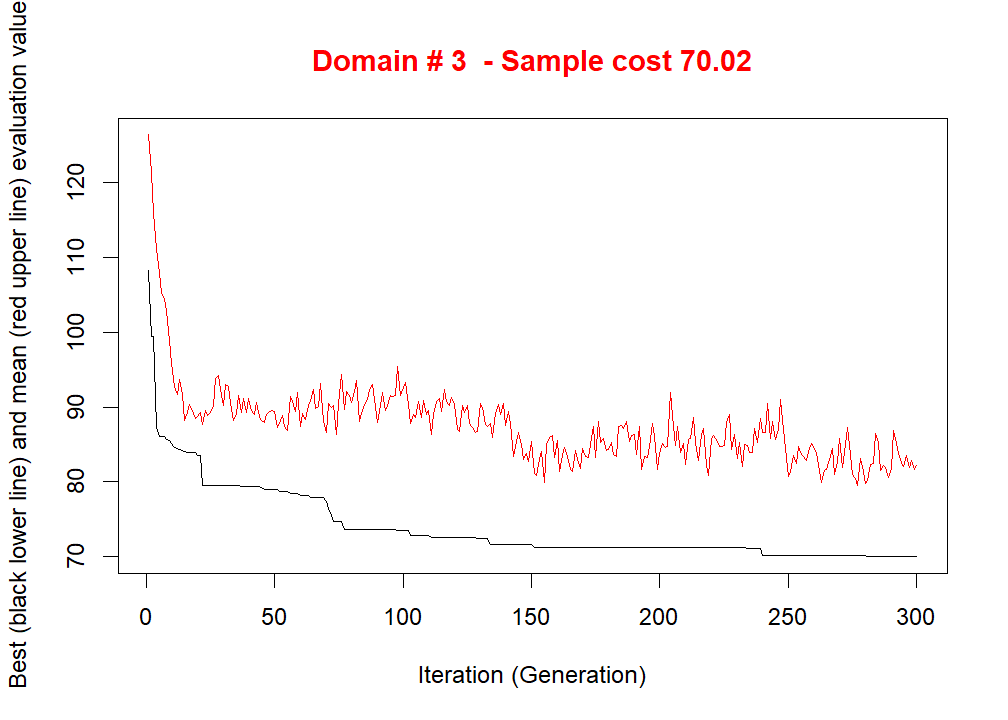 Domain # 3  - Sample cost 70.02
Best (black lower line) and mean (red upper line) evaluation value
120
110
100
90
80
70
0 50 100 150 200 250 300
Iteration (Generation)